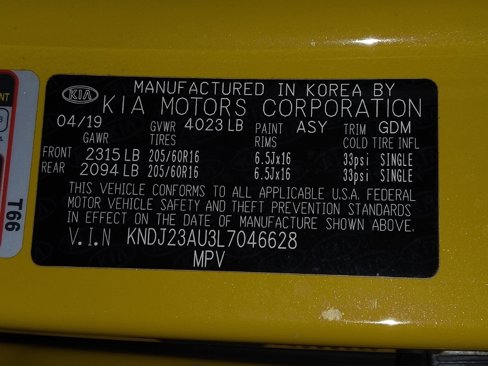 MANUFACTURED IN KOREA BY
KIA KIA MOTORS CORPORATION
04/19 GVWR 4023 LB PAINT ASY TRIM GDM
GAWR TIRES RIMS COLD TIRE INFL
FRONT 2315 LB 205/60R16 6.5Jx16 33psi SINGLE
REAR 2094 LB 205/60R16 6.5Jx16 33psi SINGLE
THIS VEHICLE CONFORMS TO ALL APPLICABLE U.S.A. FEDERAL
MOTOR VEHICLE SAFETY AND THEFT PREVENTION STANDARDS
IN EFFECT ON THE DATE OF MANUFACTURE SHOWN ABOVE.
V.I.N KNDJ23AU3L7046628
MPV
T66